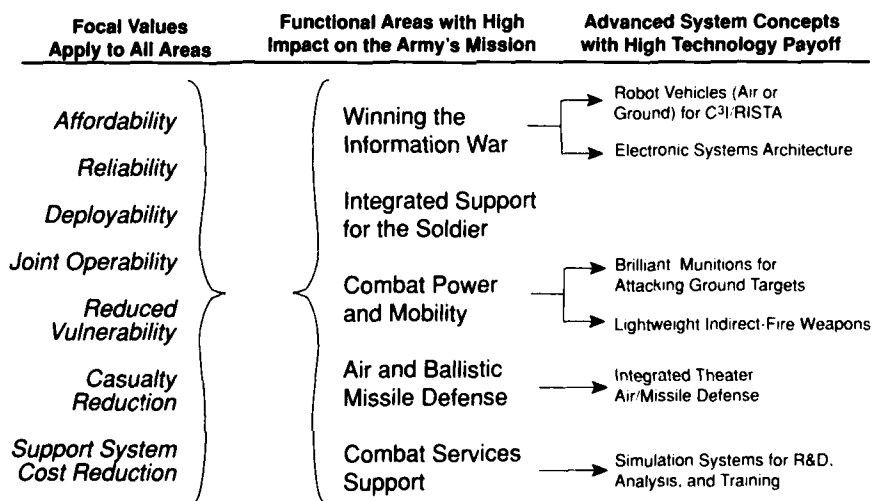 Focal Values
Apply to All Areas
Functional Areas with High
Impact on the Army's Mission
Advanced System Concepts
with High Technology Payoff
Affordability
Reliability
Deployability
Joint Operability
Reduced
Vulnerability
Casualty
Reduction
Support System
Cost Reduction
Winning the
Information War
Integrated Support
for the Soldier
Combat Power
and Mobility
Air and Ballistic
Missile Defense
Combat Services
Support
Robot Vehicles (Air or
Ground) for C³I/RISTA
Electronic Systems Architecture
Brilliant Munitions for
Attacking Ground Targets
Lightweight Indirect-Fire Weapons
Integrated Theater
Air/Missile Defense
Simulation Systems for R&D,
Analysis, and Training